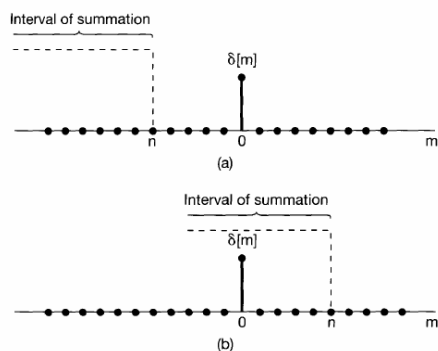 Interval of summation
δ[m]
n 0 m
(a)
Interval of summation
δ[m]
0 n m
(b)